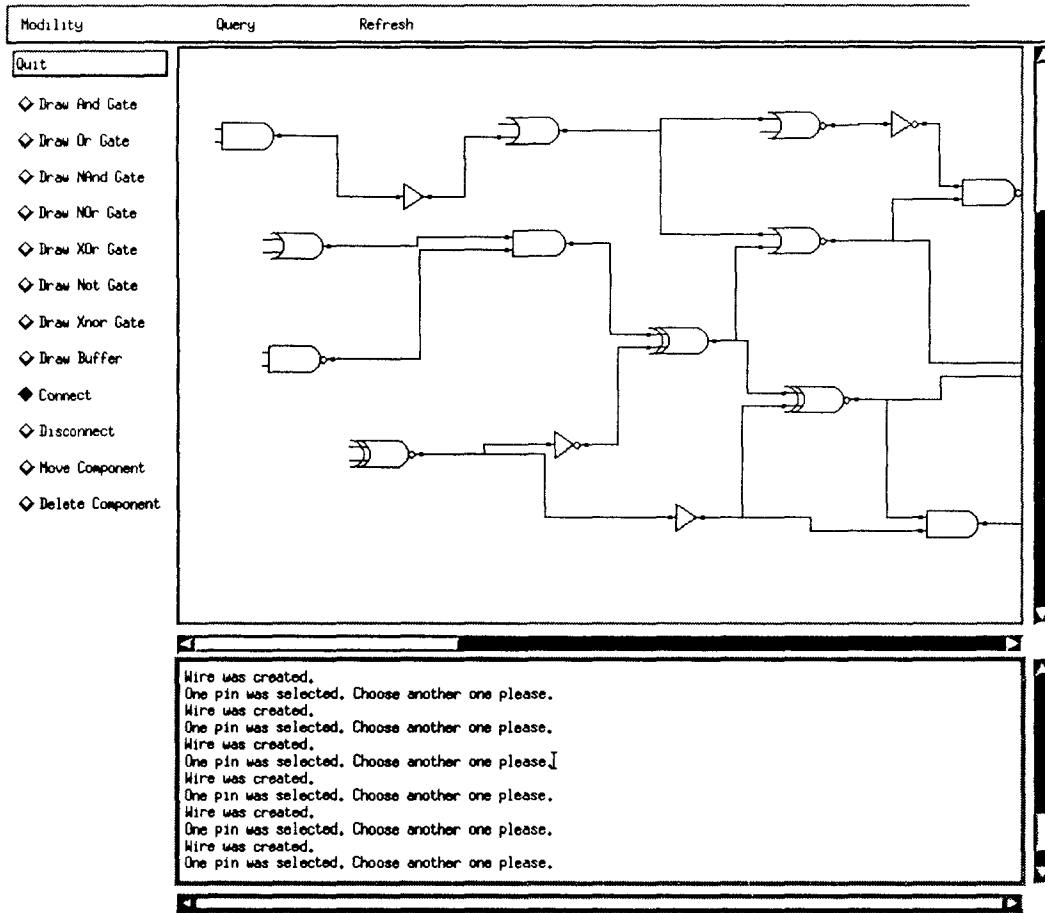 Modility Query Refresh
Quit
Draw And Gate
Draw Or Gate
Draw NAnd Gate
Draw NOr Gate
Draw XOr Gate
Draw Not Gate
Draw Xnor Gate
Draw Buffer
Connect
Disconnect
Move Component
Delete Component
Wire was created.
One pin was selected. Choose another one please.
Wire was created.
One pin was selected. Choose another one please.
Wire was created.
One pin was selected. Choose another one please.
Wire was created.
One pin was selected. Choose another one please.
Wire was created.
One pin was selected. Choose another one please.
Wire was created.
One pin was selected. Choose another one please.